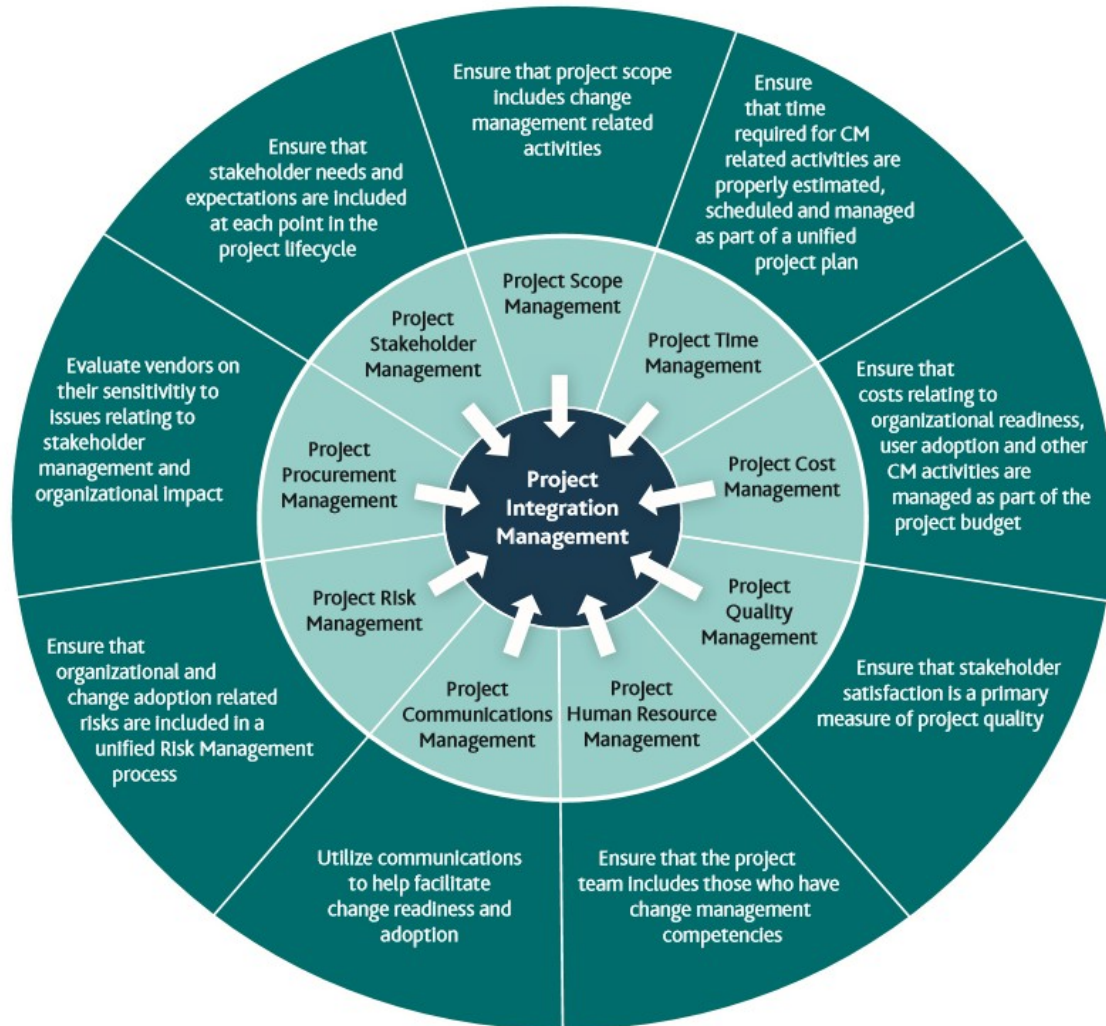 Ensure that project scope
includes change
management related
activities
Ensure
that time
required for CM
related activities are
properly estimated,
scheduled and managed
as part of a unified
project plan
Ensure that
costs relating to
organizational readiness,
user adoption and other
CM activities are
managed as part of the
project budget
Ensure that stakeholder
satisfaction is a primary
measure of project quality
Ensure that the project
team includes those who have
change management
competencies
Utilize communications
to help facilitate
change readiness and
adoption
Ensure that
organizational and
change adoption related
risks are included in a
unified Risk Management
process
Evaluate vendors on
their sensitivitiy to
issues relating to
stakeholder
management and
organizational impact
Ensure that
stakeholder needs and
expectations are included
at each point in the
project lifecycle
Project Scope
Management
Project Time
Management
Project Cost
Management
Project
Quality
Management
Project
Human Resource
Management
Project
Communications
Management
Project Risk
Management
Project
Procurement
Management
Project
Stakeholder
Management
Project
Integration
Management